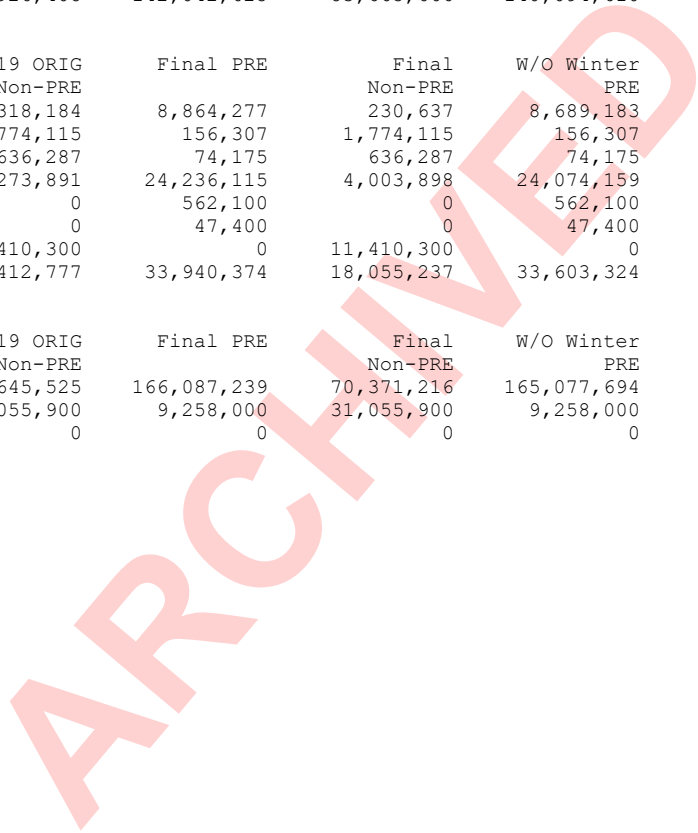 19 ORIG Final PRE Final W/O Winter
Non-PRE Non-PRE PRE
318,184 8,864,277 230,637 8,689,183
774,115 156,307 1,774,115 156,307
636,287 74,175 636,287 74,175
273,891 24,236,115 4,003,898 24,074,159
0 562,100 0 562,100
0 47,400 0 47,400
410,300 0 11,410,300 0
412,777 33,940,374 18,055,237 33,603,324
19 ORIG Final PRE Final W/O Winter
Non-PRE Non-PRE PRE
645,525 166,087,239 70,371,216 165,077,694
055,900 9,258,000 31,055,900 9,258,000
0 0 0 0
ARCHIVED